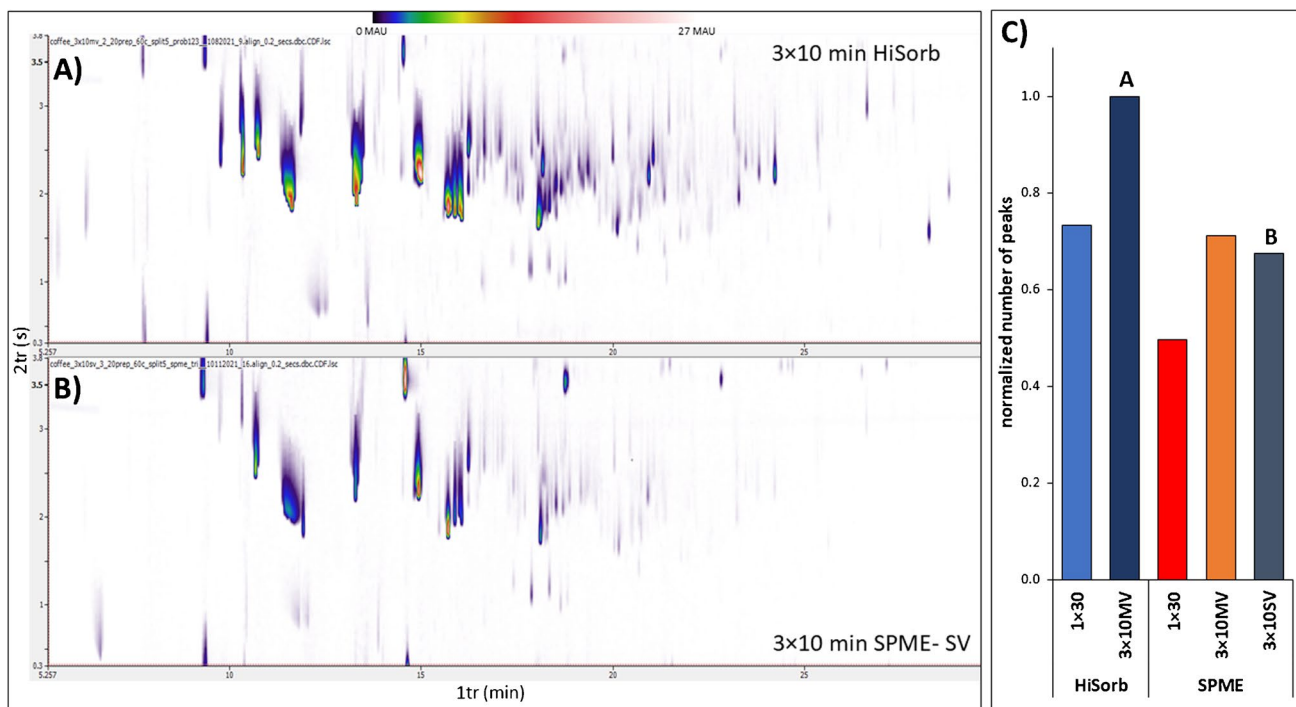 0 MAU
27 MAU
3.8
coffee_3x10mv_2_20prep_60c_split5_prob123_11082021_9.align_0.2_secs.dbc.CDF.lsc
3.5
A)
3×10 min HiSorb
3
2
1
0.3
5.257
10
15
20
25
3.8
coffee_3x10sv_3_20prep_60c_split5_spme_tri_10112021_16.align_0.2_secs.dbc.CDF.lsc
3.5
B)
3
2
1
0.3
3×10 min SPME- SV
5.257
10
15
20
25
2tr (s)
1tr (min)
C)
normalized number of peaks
1.0
0.8
0.6
0.4
0.2
0.0
A
B
1×30
3×10MV
1×30
3×10MV
3×10SV
HiSorb
SPME